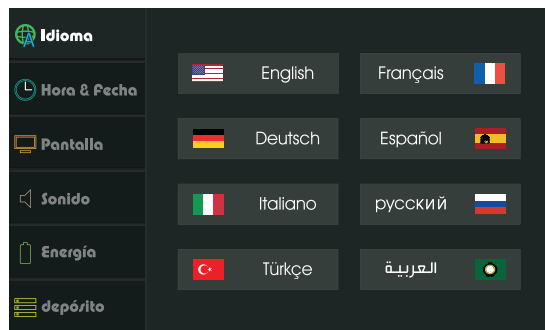 Idioma
Hora & Fecha
Pantalla
Sonido
Energía
depósito
English
Français
Deutsch
Español
Italiano
русский
Türkçe
العربية